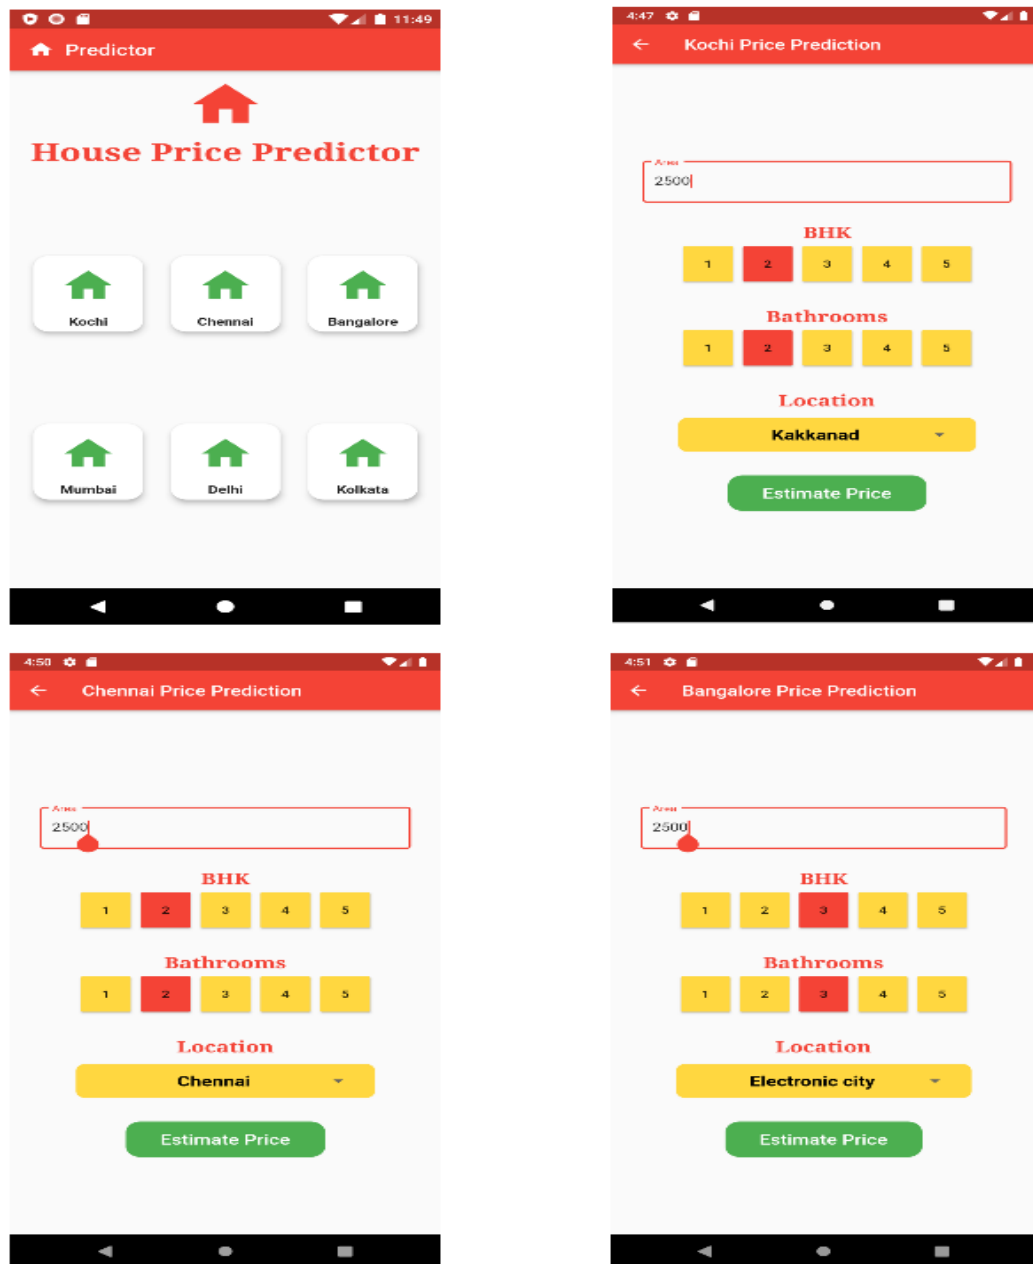 11:49
Predictor
House Price Predictor
Kochi Chennai Bangalore
Mumbai Delhi Kolkata
4:47
Kochi Price Prediction
Area
2500
BHK
1 2 3 4 5
Bathrooms
1 2 3 4 5
Location
Kakkanad
Estimate Price
4:50
Chennai Price Prediction
Area
2500
BHK
1 2 3 4 5
Bathrooms
1 2 3 4 5
Location
Chennai
Estimate Price
4:51
Bangalore Price Prediction
Area
2500
BHK
1 2 3 4 5
Bathrooms
1 2 3 4 5
Location
Electronic city
Estimate Price